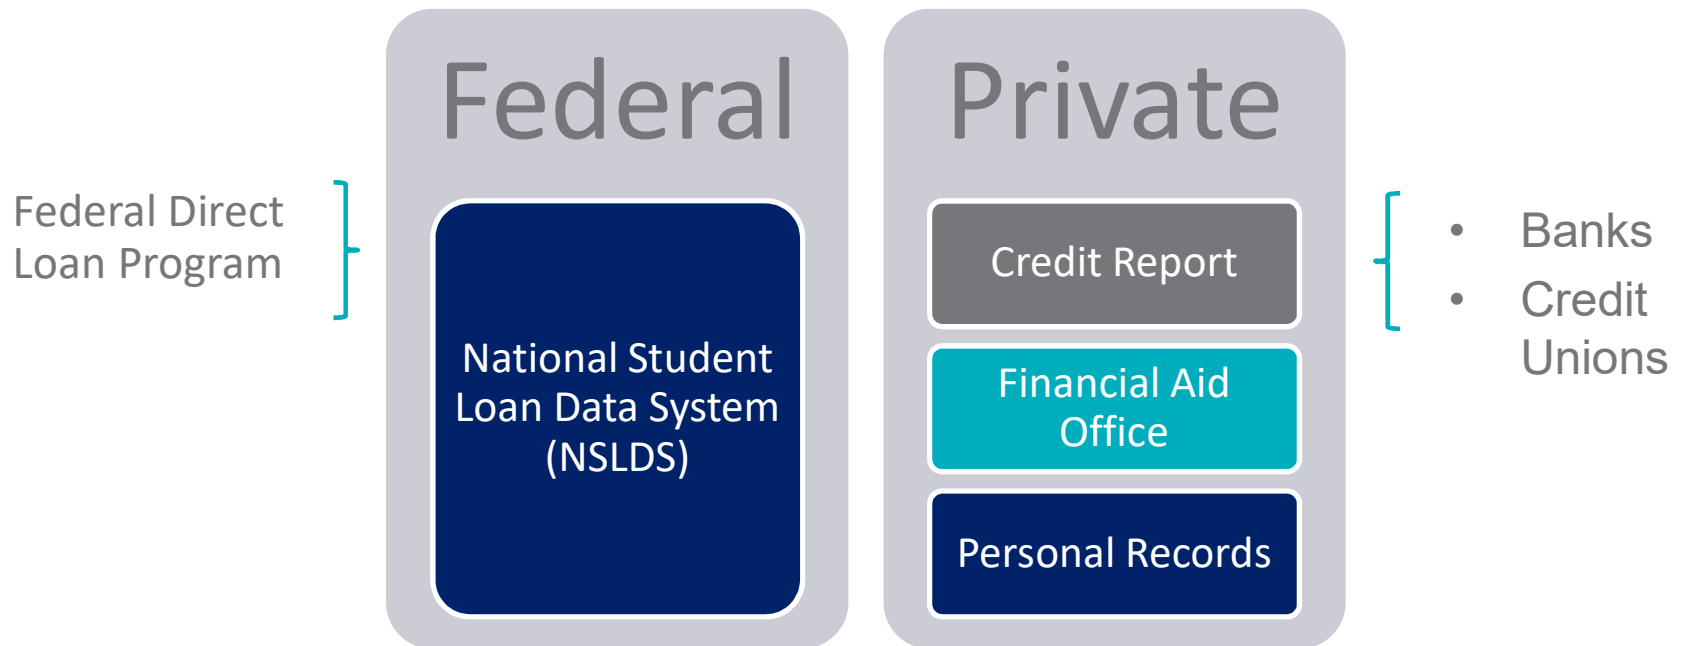 Federal
Private
Federal Direct
Loan Program
National Student
Loan Data System
(NSLDS)
Credit Report
Financial Aid
Office
Personal Records
• Banks
• Credit
Unions